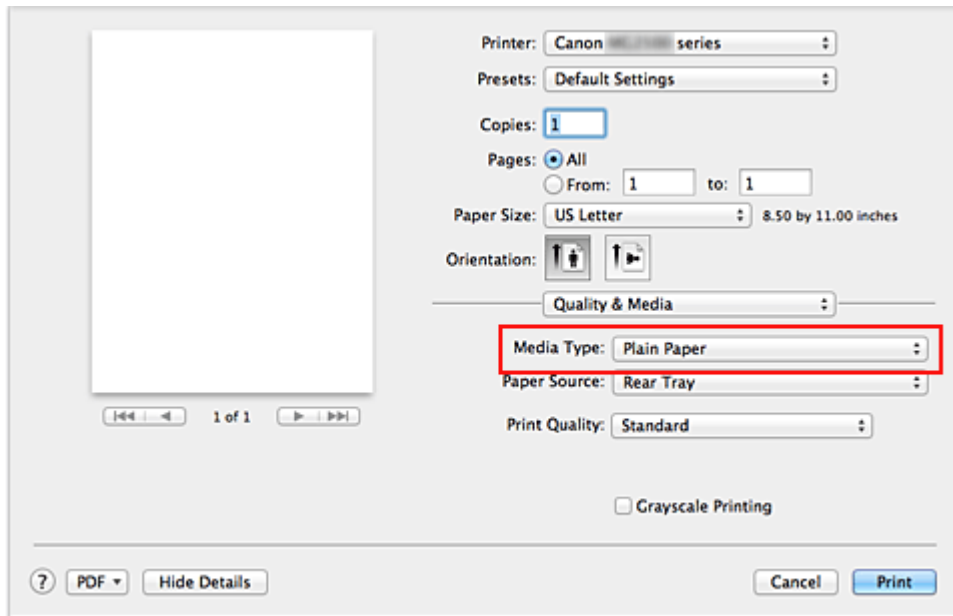 Printer: Canon series
Presets: Default Settings
Copies: 1
Pages: All
From: 1 to: 1
Paper Size: US Letter 8.50 by 11.00 inches
Orientation:
Quality & Media
Media Type: Plain Paper
Paper Source: Rear Tray
1 of 1
Print Quality: Standard
Grayscale Printing
? PDF Hide Details Cancel Print